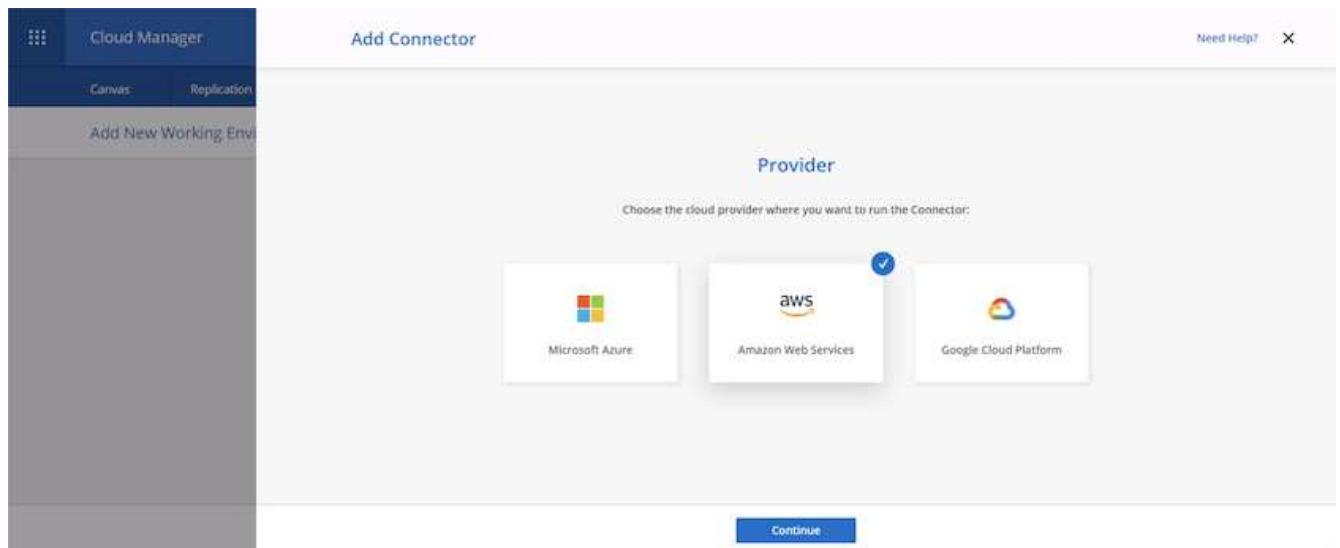 Cloud Manager
Add Connector
Need Help?
Canvas
Replication
Add New Working Envi
Provider
Choose the cloud provider where you want to run the Connector:
aws
Microsoft Azure
Amazon Web Services
Google Cloud Platform
Continue